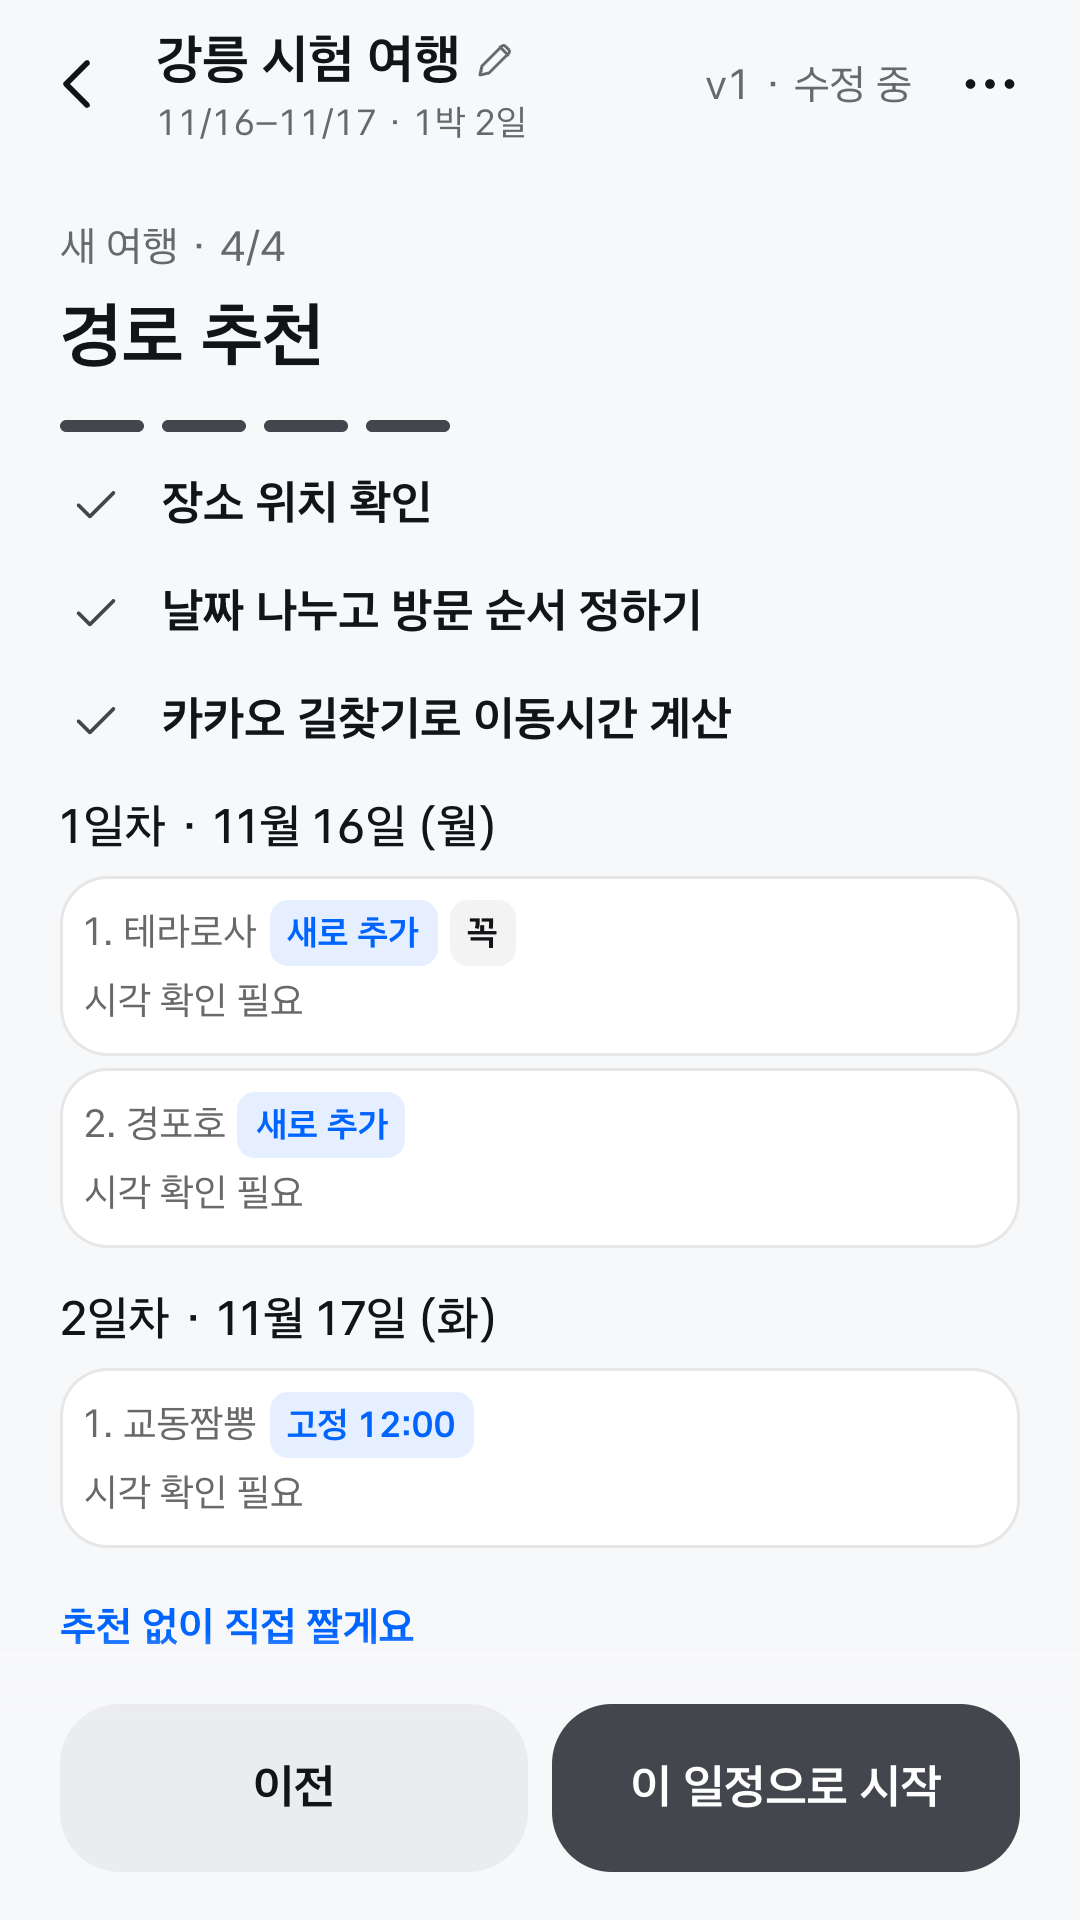 강릉 시험 여행
11/16–11/17 · 1박 2일
v1 · 수정 중
새 여행 · 4/4
경로 추천
장소 위치 확인
날짜 나누고 방문 순서 정하기
카카오 길찾기로 이동시간 계산
1일차 · 11월 16일 (월)
1. 테라로사 새로 추가 꼭
시각 확인 필요
2. 경포호 새로 추가
시각 확인 필요
2일차 · 11월 17일 (화)
1. 교동짬뽕 고정 12:00
시각 확인 필요
추천 없이 직접 짤게요
이전
이 일정으로 시작